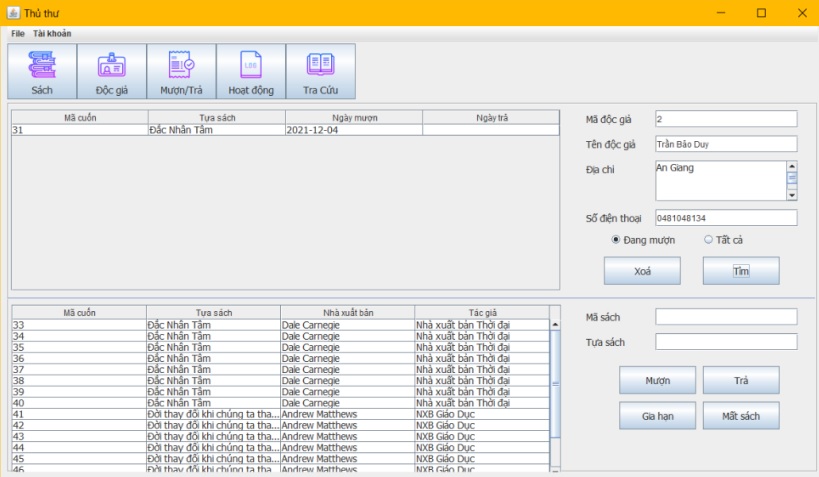 Thủ thư
File Tài khoản
Sách Độc giả Mượn/Trả Hoạt động Tra Cứu
Mã cuốn Tựa sách Ngày mượn Ngày trả
31 Đắc Nhân Tâm 2021-12-04
Mã độc giả 2
Tên độc giả Trần Bảo Duy
Địa chỉ An Giang
Số điện thoại 0481048134
Đang mượn Tất cả
Xoá Tìm
Mã cuốn Tựa sách Nhà xuất bản Tác giả
33 Đắc Nhân Tâm Dale Carnegie Nhà xuất bản Thời đại
34 Đắc Nhân Tâm Dale Carnegie Nhà xuất bản Thời đại
35 Đắc Nhân Tâm Dale Carnegie Nhà xuất bản Thời đại
36 Đắc Nhân Tâm Dale Carnegie Nhà xuất bản Thời đại
37 Đắc Nhân Tâm Dale Carnegie Nhà xuất bản Thời đại
38 Đắc Nhân Tâm Dale Carnegie Nhà xuất bản Thời đại
39 Đắc Nhân Tâm Dale Carnegie Nhà xuất bản Thời đại
40 Đắc Nhân Tâm Dale Carnegie Nhà xuất bản Thời đại
41 Đời thay đổi khi chúng ta tha... Andrew Matthews NXB Giáo Dục
42 Đời thay đổi khi chúng ta tha... Andrew Matthews NXB Giáo Dục
43 Đời thay đổi khi chúng ta tha... Andrew Matthews NXB Giáo Dục
44 Đời thay đổi khi chúng ta tha... Andrew Matthews NXB Giáo Dục
45 Đời thay đổi khi chúng ta tha... Andrew Matthews NXB Giáo Dục
46 Đời thay đổi khi chúng ta tha... Andrew Matthews NXB Giáo Dục
Mã sách
Tựa sách
Mượn Trả
Gia hạn Mất sách